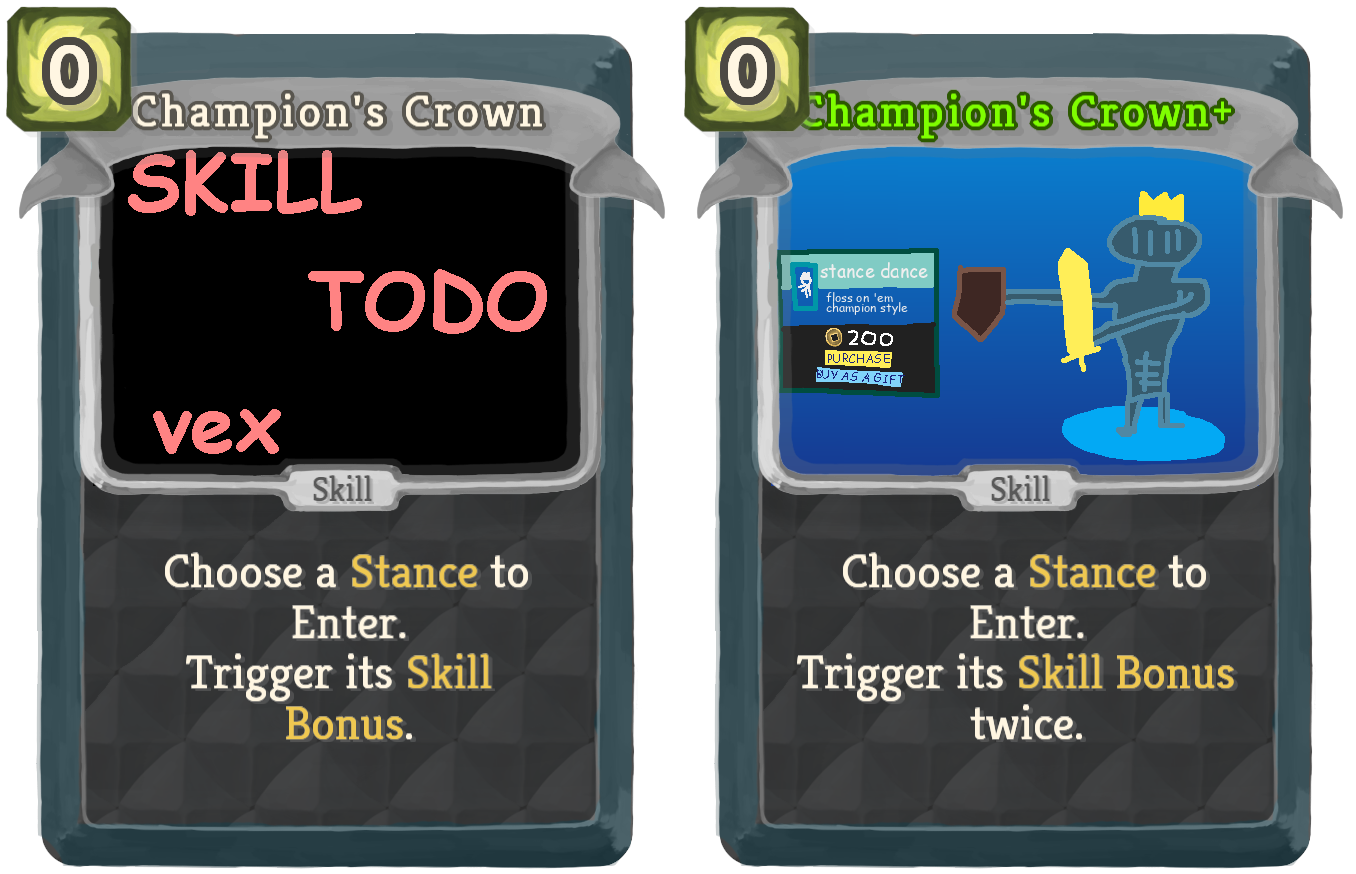 0
Champion's Crown
SKILL
TODO
vex
Skill
Choose a Stance to
Enter.
Trigger its Skill
Bonus.
0
Champion's Crown+
stance dance
floss on 'em
champion style
200
PURCHASE
BUY AS A GIFT
Skill
Choose a Stance to
Enter.
Trigger its Skill Bonus
twice.